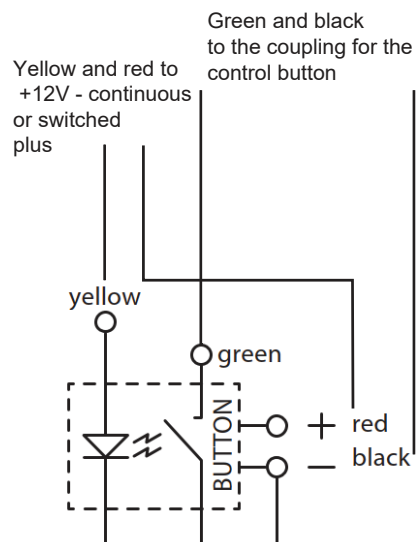 Green and black
to the coupling for the
control button
Yellow and red to
+12V - continuous
or switched
plus
yellow
green
BUTTON
+ red
— black